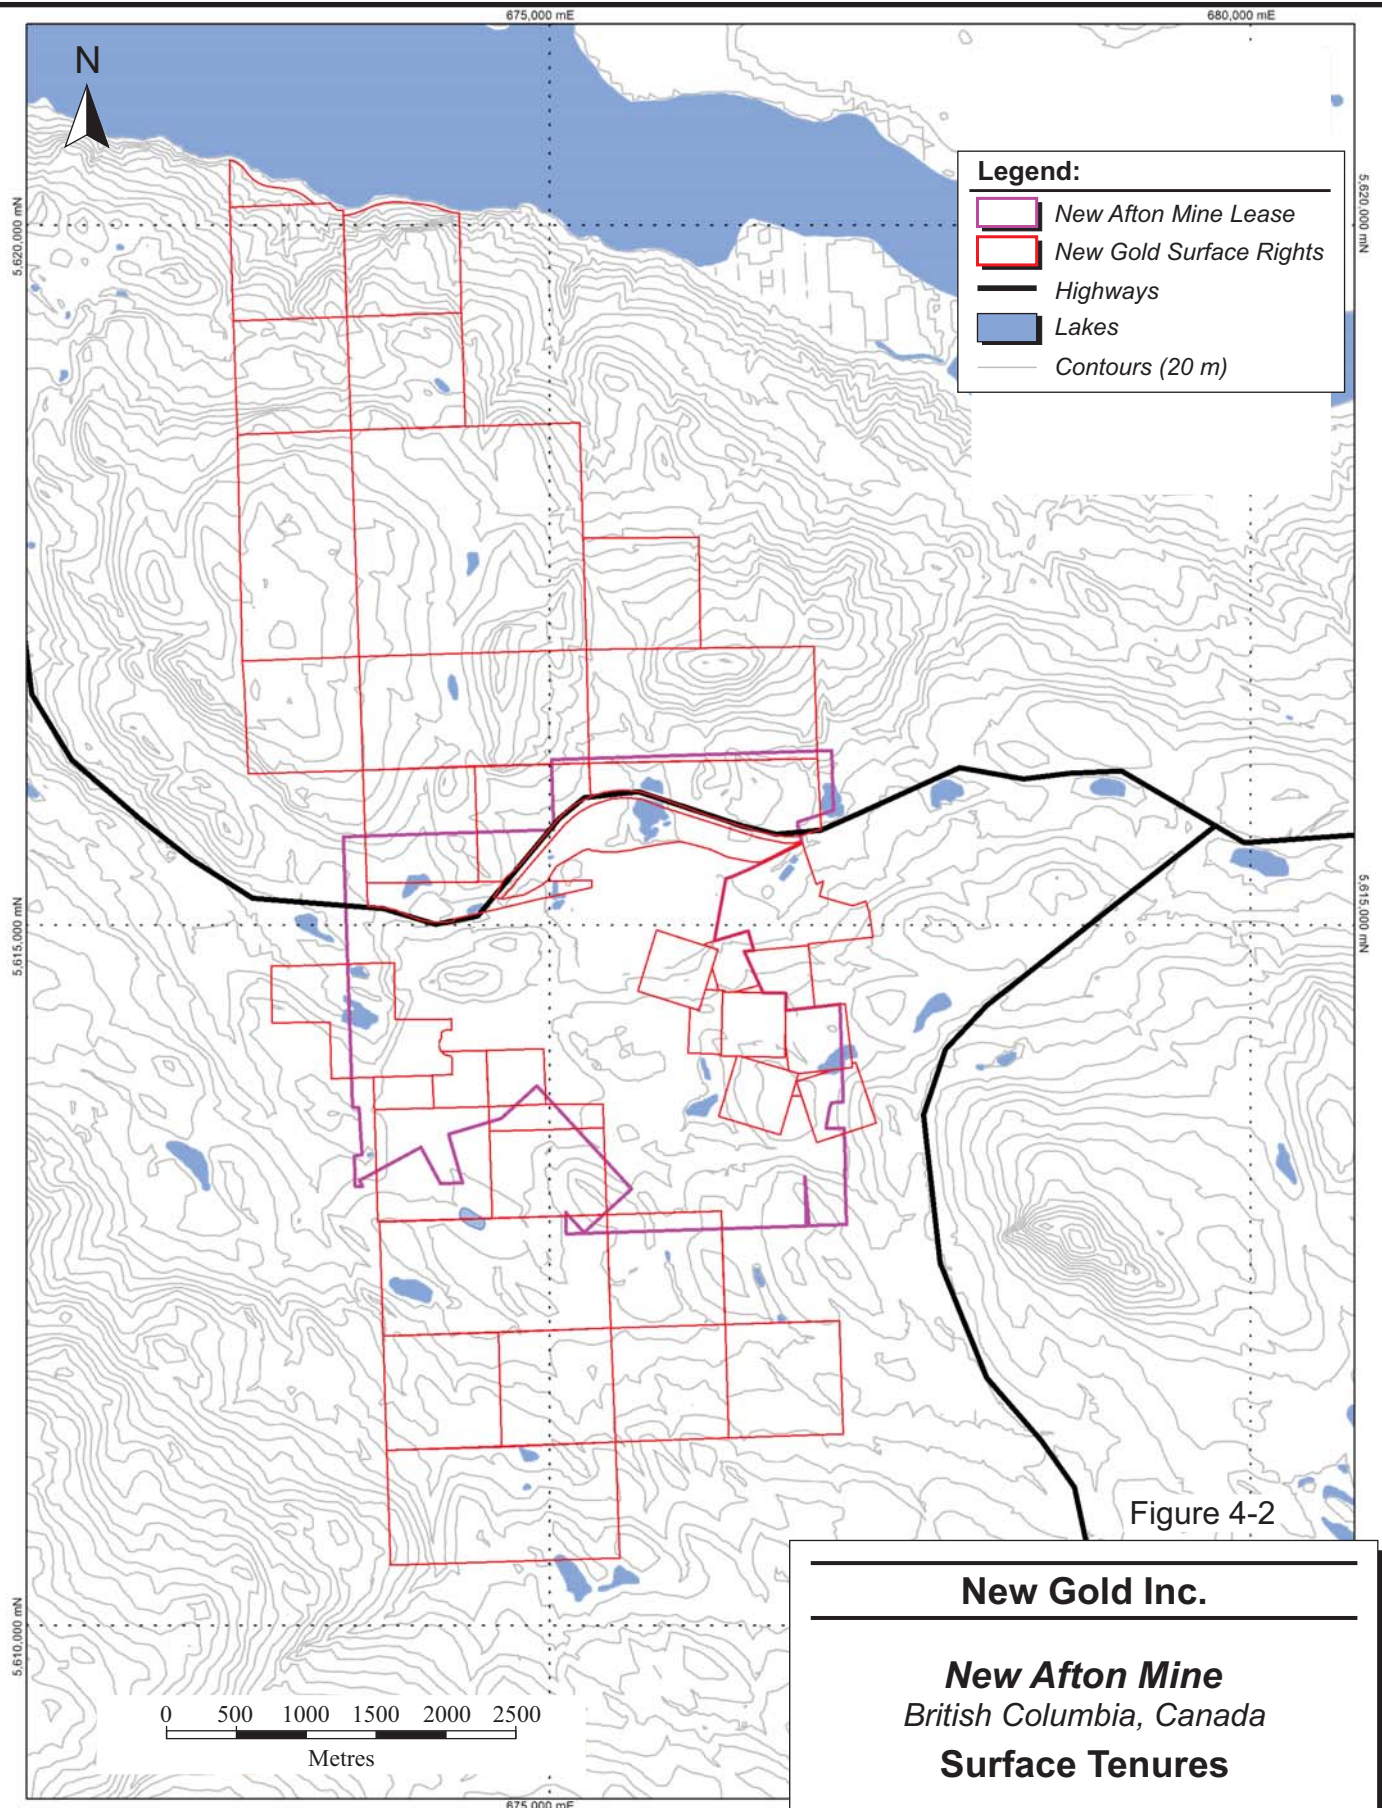 675,000 mE
680,000 mE
N
5,620,000 mN
5,620,000 mN
Legend:
New Afton Mine Lease
New Gold Surface Rights
Highways
Lakes
Contours (20 m)
5,615,000 mN
5,615,000 mN
Figure 4-2
New Gold Inc.
5,610,000 mN
New Afton Mine
British Columbia, Canada
Surface Tenures
0 500 1000 1500 2000 2500
Metres
675,000 mE